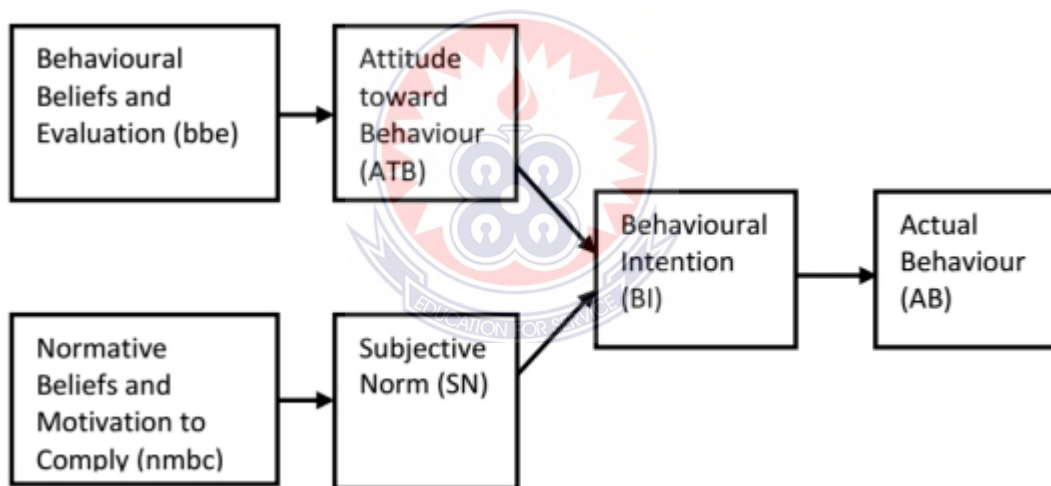 Behavioural
Beliefs and
Evaluation (bbe)
Attitude
toward
Behaviour
(ATB)
Normative
Beliefs and
Motivation to
Comply (nmbc)
Subjective
Norm (SN)
Behavioural
Intention
(BI)
Actual
Behaviour
(AB)
EDUCATION FOR SERVICE